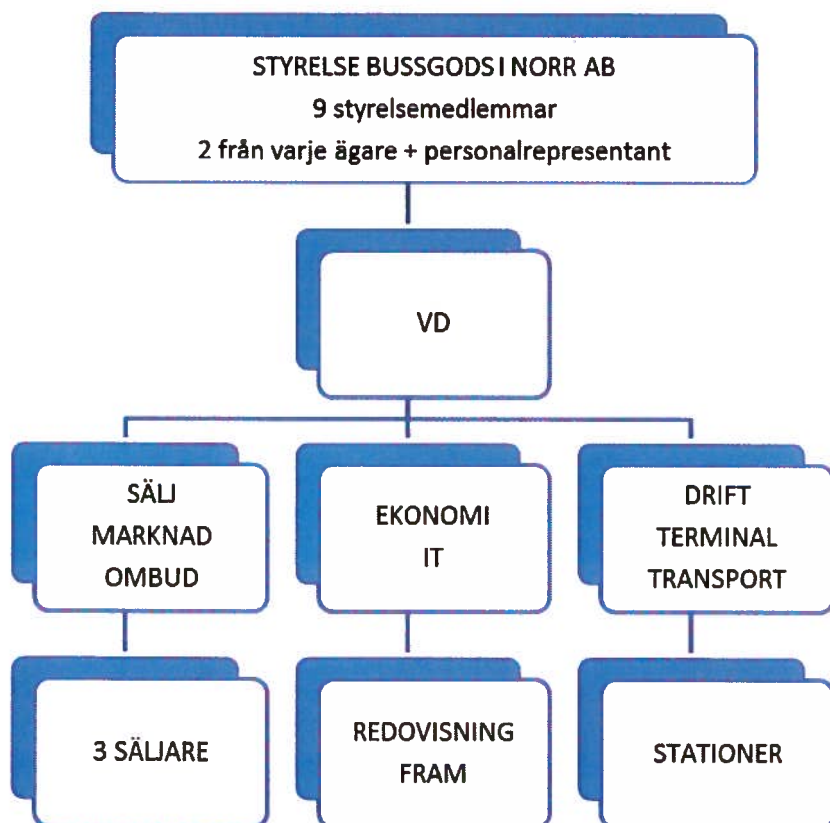 STYRELSE BUSSGODS I NORR AB
9 styrelsemedlemmar
2 från varje ägare + personalrepresentant
VD
SÄLJ
MARKNAD
OMBUD
EKONOMI
IT
DRIFT
TERMINAL
TRANSPORT
3 SÄLJARE
REDOVISNING
FRAM
STATIONER